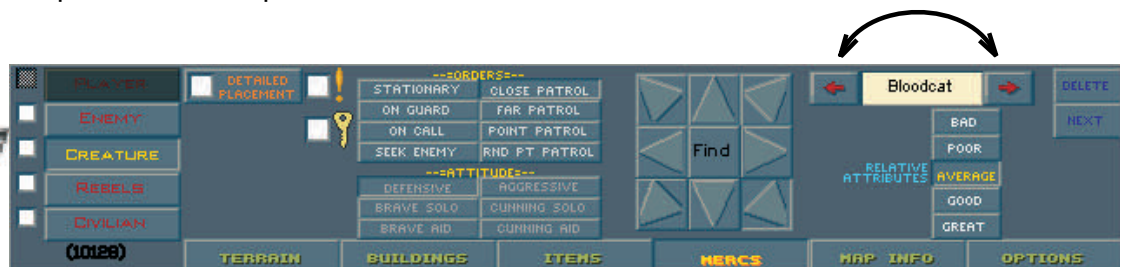 PLAYER
ENEMY
CREATURE
REBELS
CIVILIAN
(10126)
DETAILED
PLACEMENT
--=ORDERS=--
STATIONARY CLOSE PATROL
ON GUARD FAR PATROL
ON CALL POINT PATROL
SEEK ENEMY RND PT PATROL
--=ATTITUDE=--
DEFENSIVE AGGRESSIVE
BRAVE SOLO CUNNING SOLO
BRAVE AID CUNNING AID
Find
Bloodcat
RELATIVE
ATTRIBUTES
BAD
POOR
AVERAGE
GOOD
GREAT
DELETE
NEXT
TERRAIN BUILDINGS ITEMS MERCS MAP INFO OPTIONS